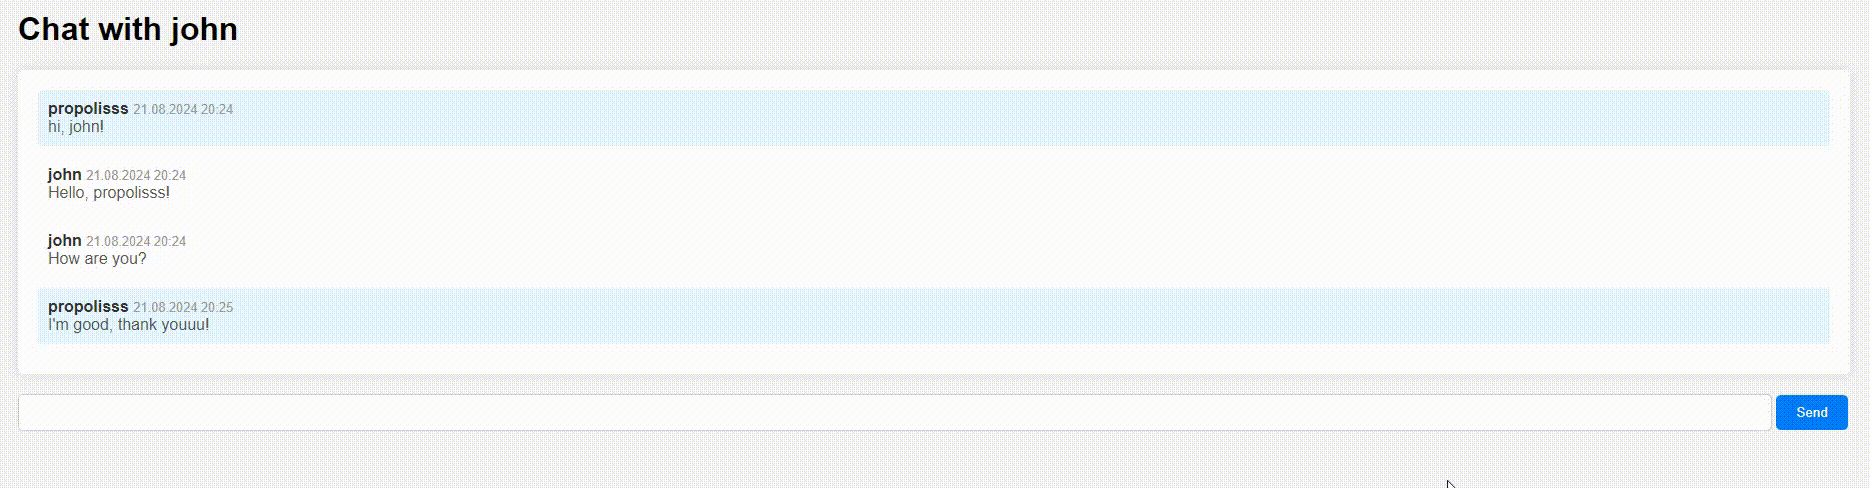 Chat with john
propolisss 21.08.2024 20:24
hi, john!
john 21.08.2024 20:24
Hello, propolisss!
john 21.08.2024 20:24
How are you?
propolisss 21.08.2024 20:25
I'm good, thank youuu!
Send